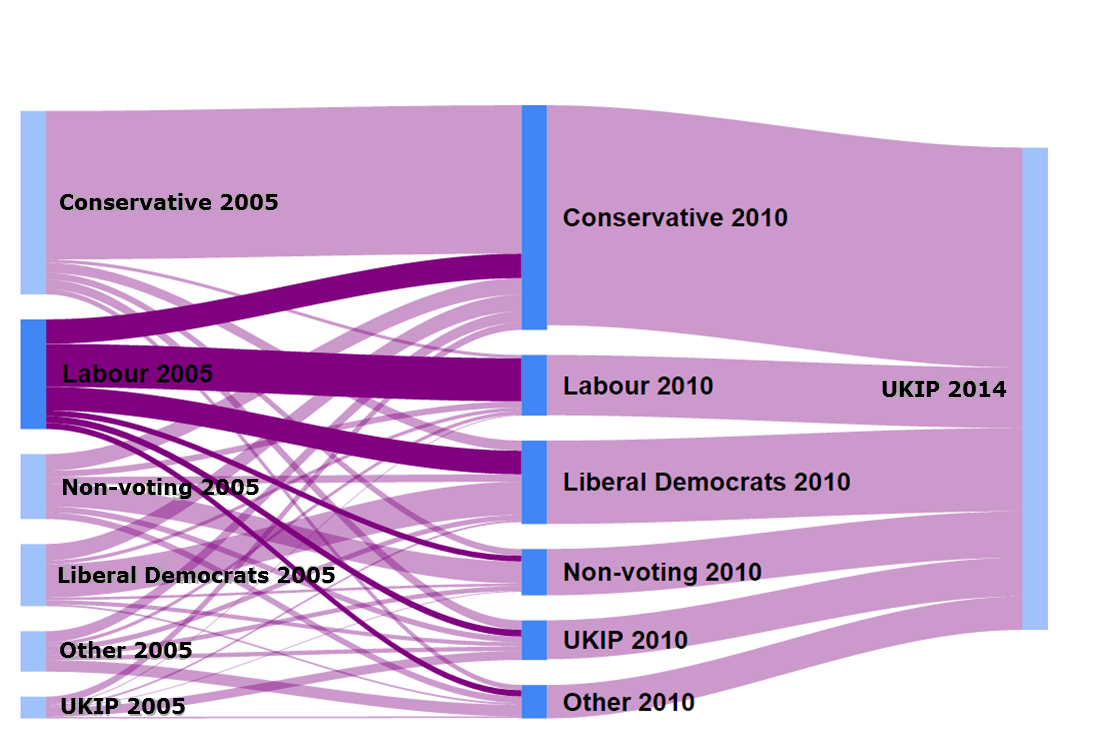 Conservative 2005
Labour 2005
Non-voting 2005
Liberal Democrats 2005
Other 2005
UKIP 2005
Conservative 2010
Labour 2010
Liberal Democrats 2010
Non-voting 2010
UKIP 2010
Other 2010
UKIP 2014